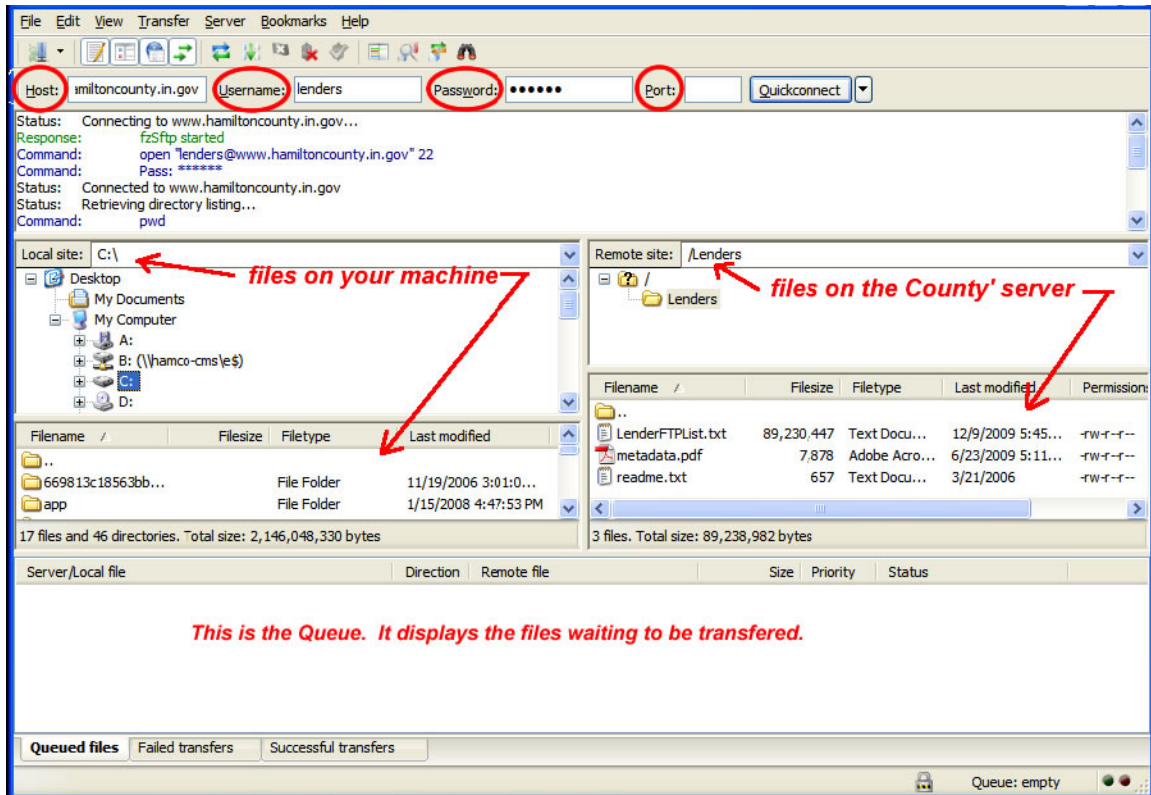 File Edit View Transfer Server Bookmarks Help
Host: amiltoncounty.in.gov Username: lenders Password: •••••• Port: Quickconnect
Status: Connecting to www.hamiltoncounty.in.gov...
Response: fzSftp started
Command: open "lenders@www.hamiltoncounty.in.gov" 22
Command: Pass: ******
Status: Connected to www.hamiltoncounty.in.gov
Status: Retrieving directory listing...
Command: pwd
Local site: C:\
files on your machine
Desktop
My Documents
My Computer
A:
B: (\\hamco-cms\e$)
C:
D:
Filename Filesize Filetype Last modified
..
669813c18563bb... File Folder 11/19/2006 3:01:0...
app File Folder 1/15/2008 4:47:53 PM
17 files and 46 directories. Total size: 2,146,048,330 bytes
Remote site: /Lenders
files on the County' server
/
Lenders
Filename Filesize Filetype Last modified Permissions
..
LenderFTPList.txt 89,230,447 Text Docu... 12/9/2009 5:45... -rw-r--r--
metadata.pdf 7,878 Adobe Acro... 6/23/2009 5:11... -rw-r--r--
readme.txt 657 Text Docu... 3/21/2006 -rw-r--r--
3 files. Total size: 89,238,982 bytes
Server/Local file Direction Remote file Size Priority Status
This is the Queue. It displays the files waiting to be transfered.
Queued files Failed transfers Successful transfers
Queue: empty